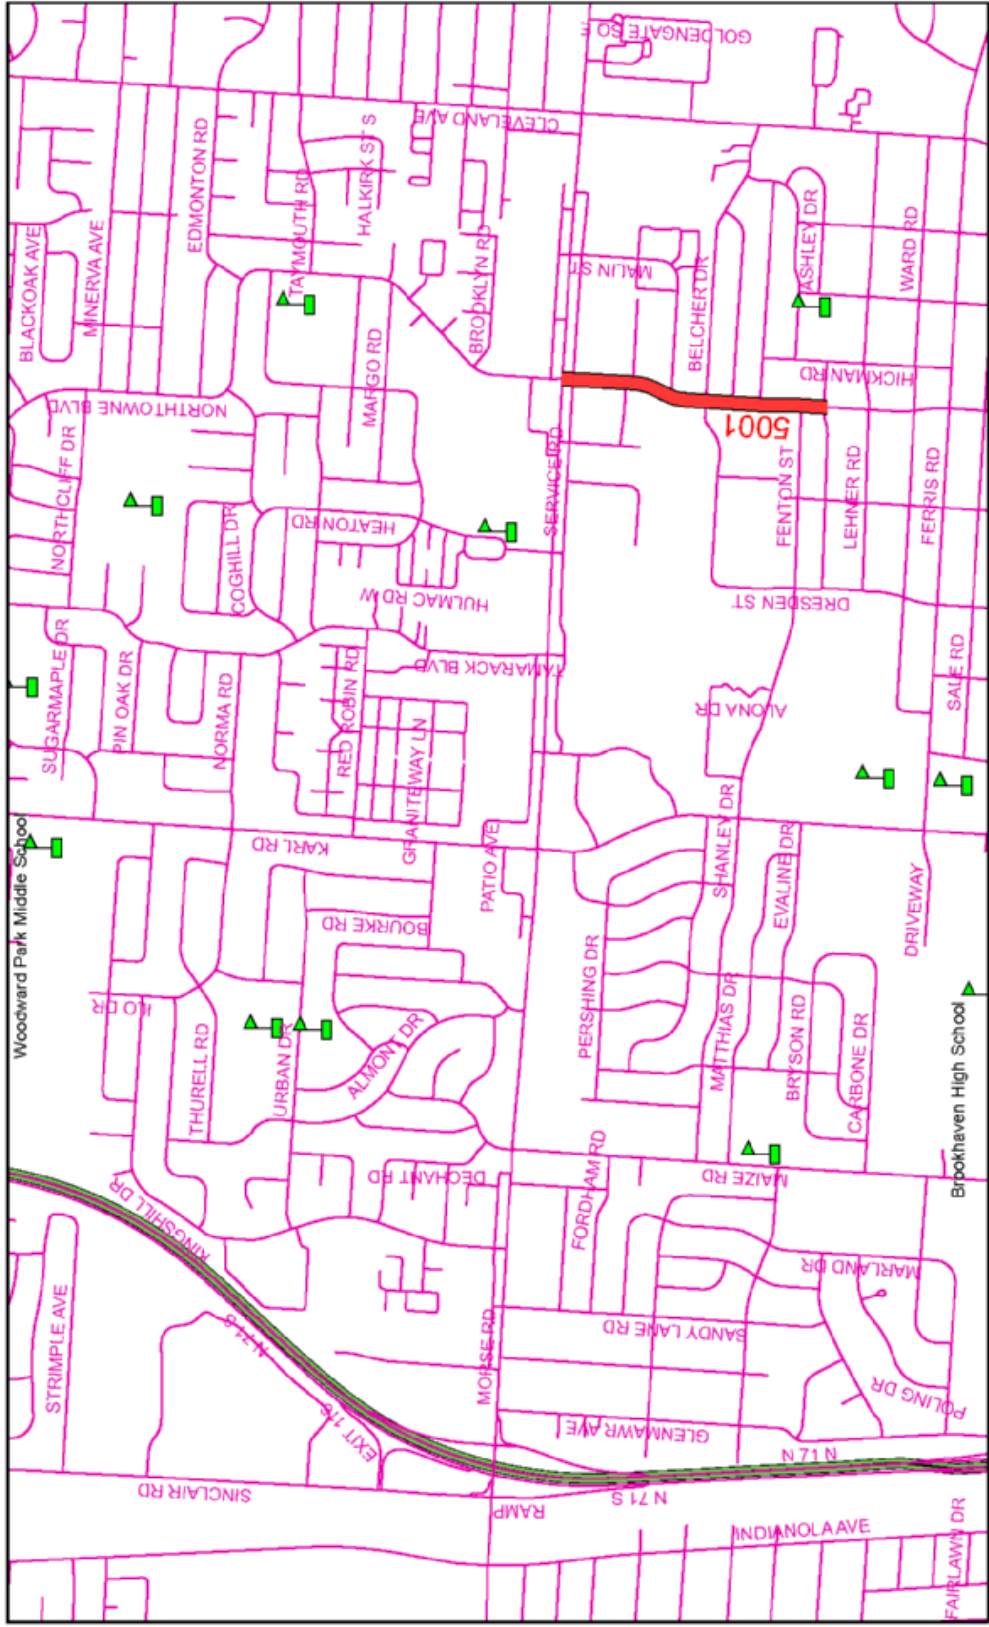 GOLDENGATE SQ E
CLEVELAND AVE
EDMONTON RD
HALKIRK ST S
TAYMOUTH RD
BLACKOAK AVE
MINERVA AVE
BROOKLYN RD
MALIN ST
ASHLEY DR
WARD RD
BELCHER DR
MARGO RD
HICKMAN RD
NORTHTOWNE BLVD
5001
NORTHCLIFF DR
SERVICE RD
FENTON ST
LEHNER RD
FERRIS RD
HEATON RD
COGHILL DR
HULMAC RD W
DRESDEN ST
SUGARMAPLE DR
PIN OAK DR
NORMA RD
RED ROBIN RD
TAMARACK BLVD
SALE RD
ALONA DR
GRANITEWAY LN
SHANLEY DR
KARL RD
PATIO AVE
EVALINE DR
DRIVEWAY
Woodward Park Middle School
BOURKE RD
PERSHING DR
ILO DR
THURELL RD
URBAN DR
ALMONT DR
MATTHIAS DR
BRYSON RD
CARBONE DR
Brookhaven High School
DECHANT RD
FORDHAM RD
MAIZE RD
KINGSHILL DR
MARLAND DR
STRIMPLE AVE
N 71 S
MORSE RD
SANDY LANE RD
POLING DR
EXIT 116
GLENMAWR AVE
N 71 N
SINCLAIR RD
RAMP
N 71 S
INDIANOLA AVE
FAIRLAWN DR